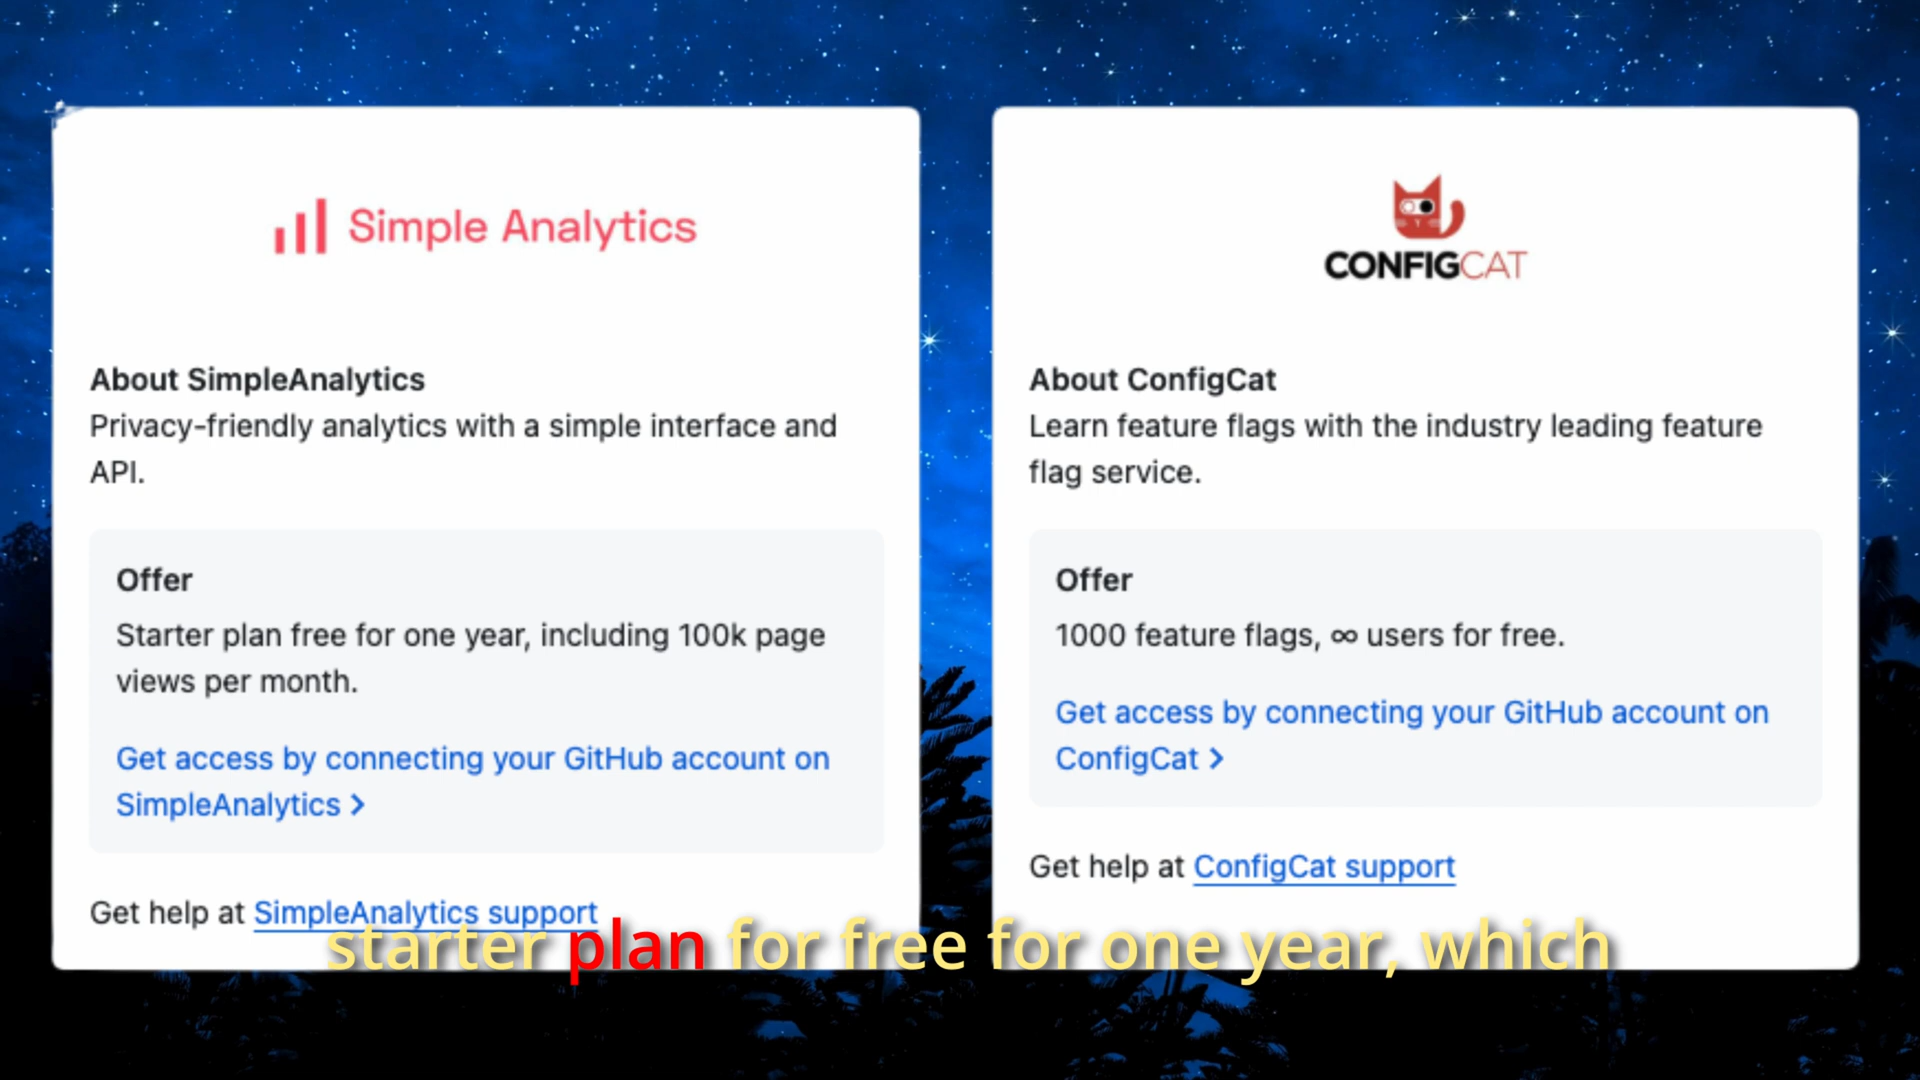 Simple Analytics
About SimpleAnalytics
Privacy-friendly analytics with a simple interface and
API.
Offer
Starter plan free for one year, including 100k page
views per month.
Get access by connecting your GitHub account on
SimpleAnalytics >
Get help at SimpleAnalytics support
CONFIGCAT
About ConfigCat
Learn feature flags with the industry leading feature
flag service.
Offer
1000 feature flags, ∞ users for free.
Get access by connecting your GitHub account on
ConfigCat >
Get help at ConfigCat support
starter plan for free for one year, which